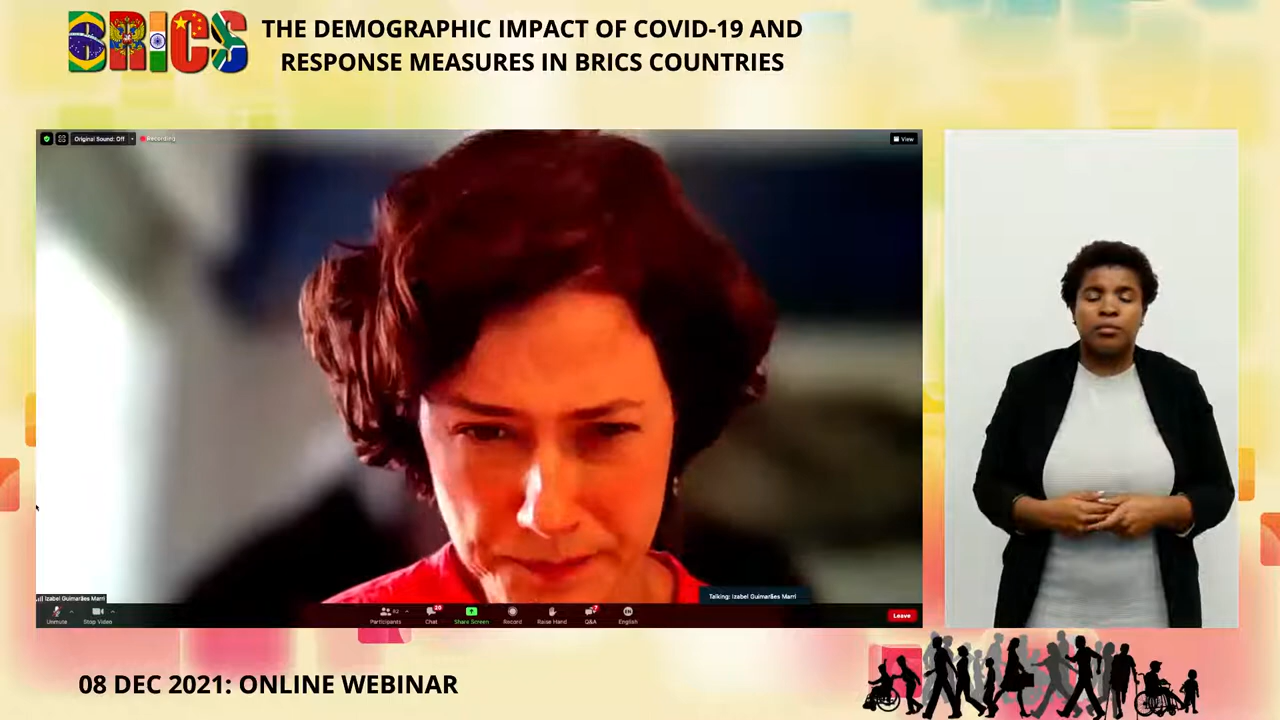 BRICS
THE DEMOGRAPHIC IMPACT OF COVID-19 AND
RESPONSE MEASURES IN BRICS COUNTRIES
Original Sound: Off
Recording
View
Izabel Guimarães Marri
Talking: Izabel Guimarães Marri
Unmute
Stop Video
Participants
Chat
Share Screen
Record
Raise Hand
Q&A
English
Leave
08 DEC 2021: ONLINE WEBINAR